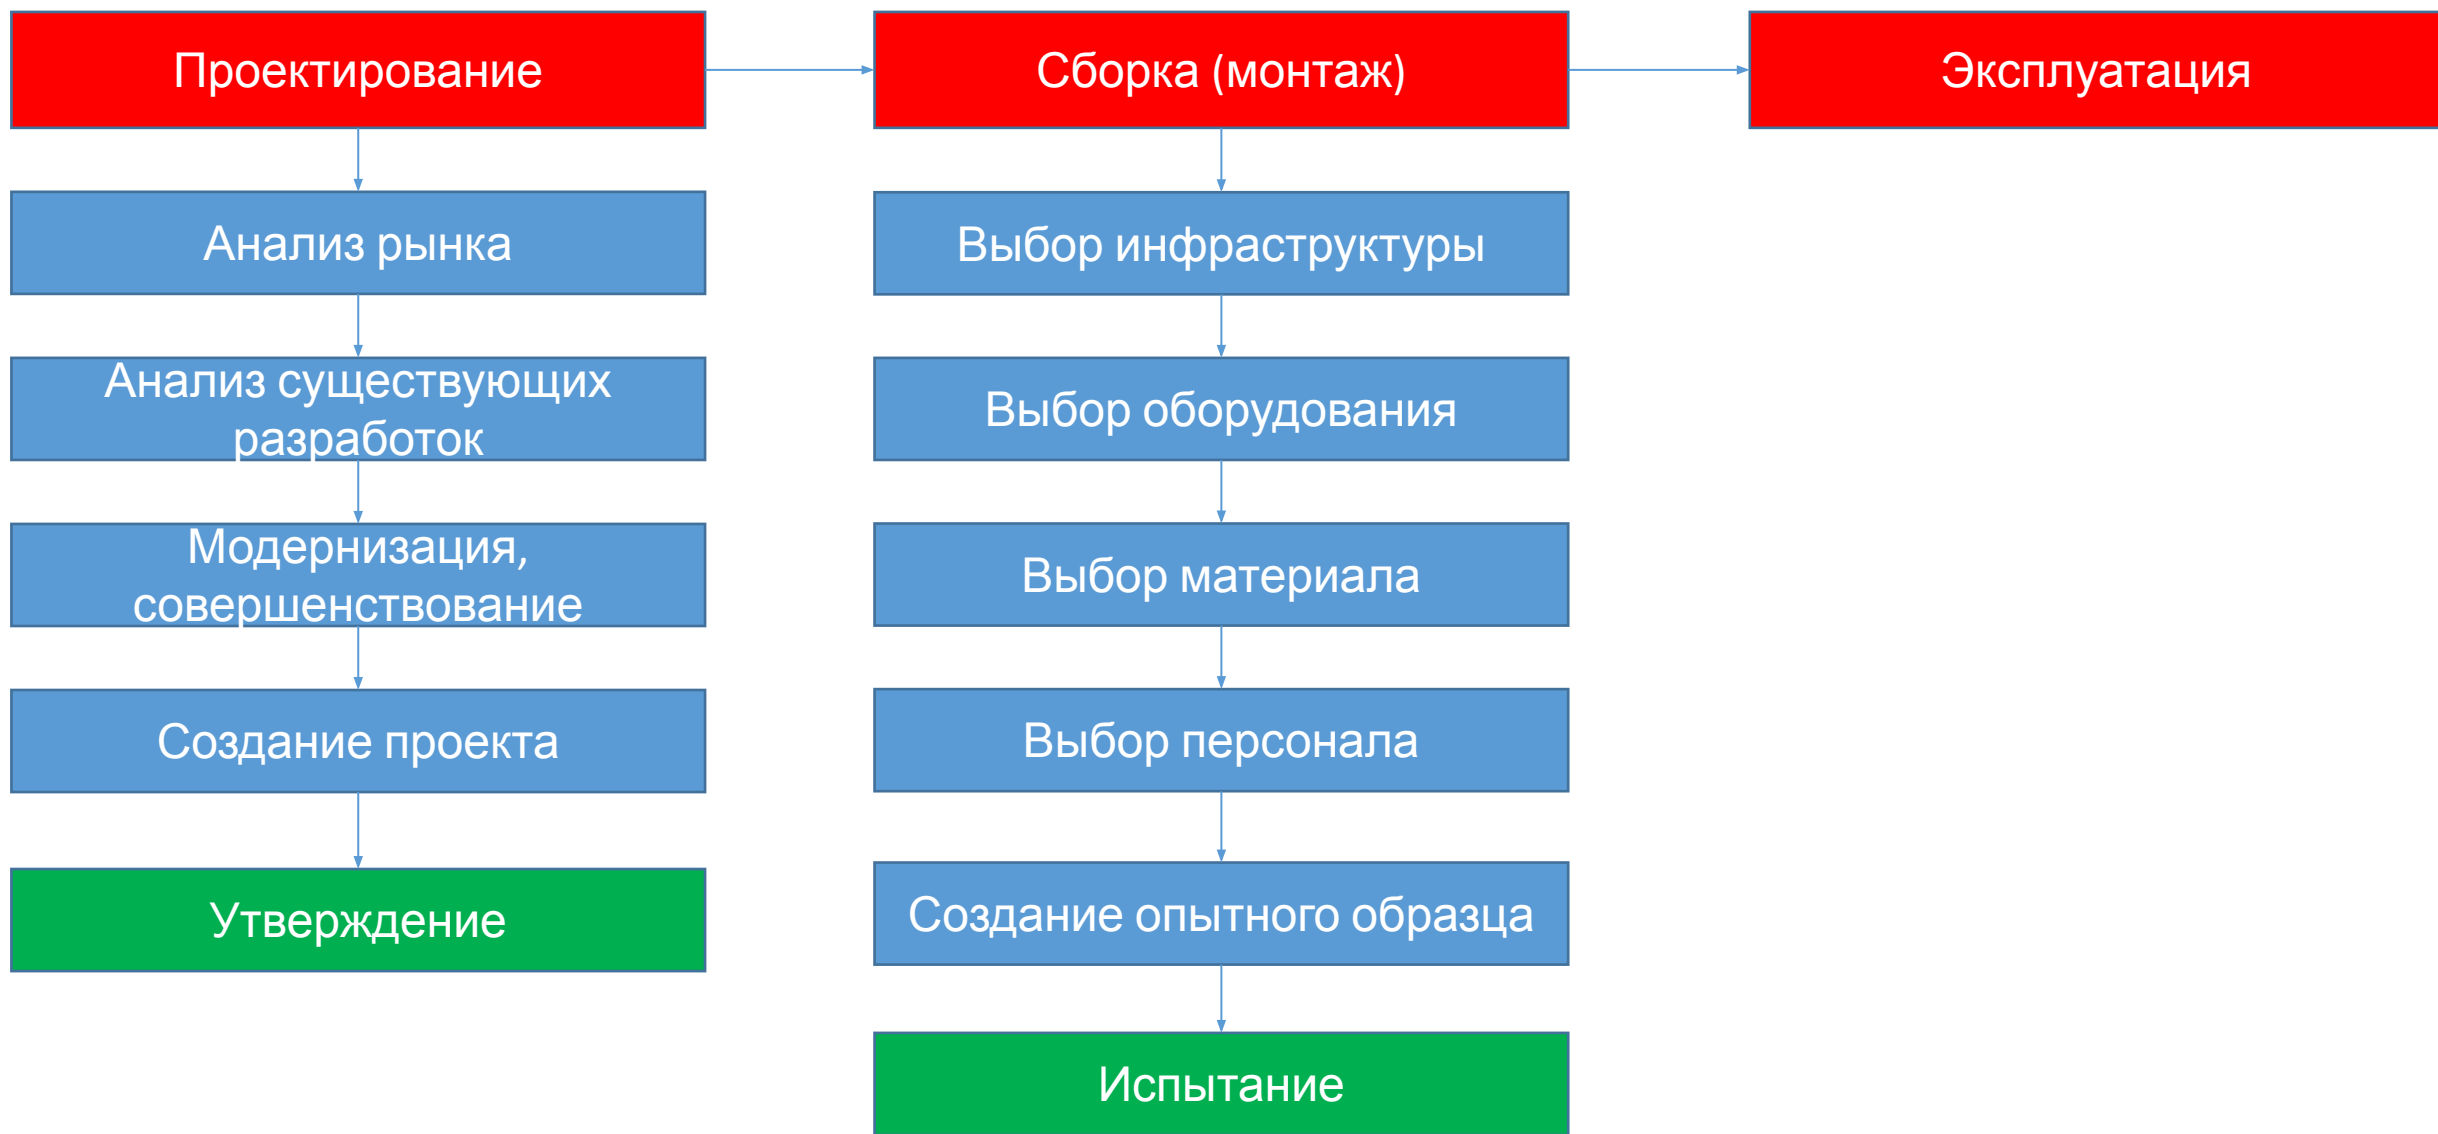 Проектирование
Сборка (монтаж)
Эксплуатация
Анализ рынка
Анализ существующих
разработок
Модернизация,
совершенствование
Создание проекта
Утверждение
Выбор инфраструктуры
Выбор оборудования
Выбор материала
Выбор персонала
Создание опытного образца
Испытание